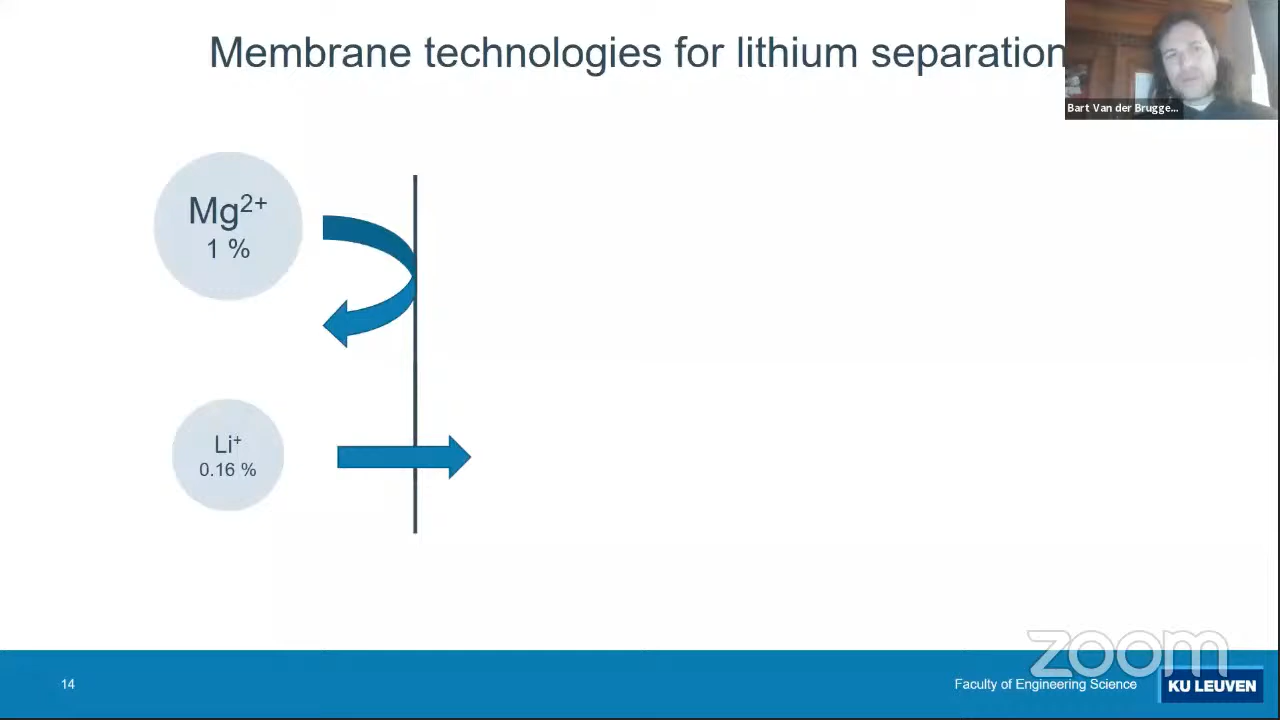 Membrane technologies for lithium separation
Bart Van der Brugge...
Mg²⁺
1 %
Li⁺
0.16 %
zoom
14
Faculty of Engineering Science
KU LEUVEN